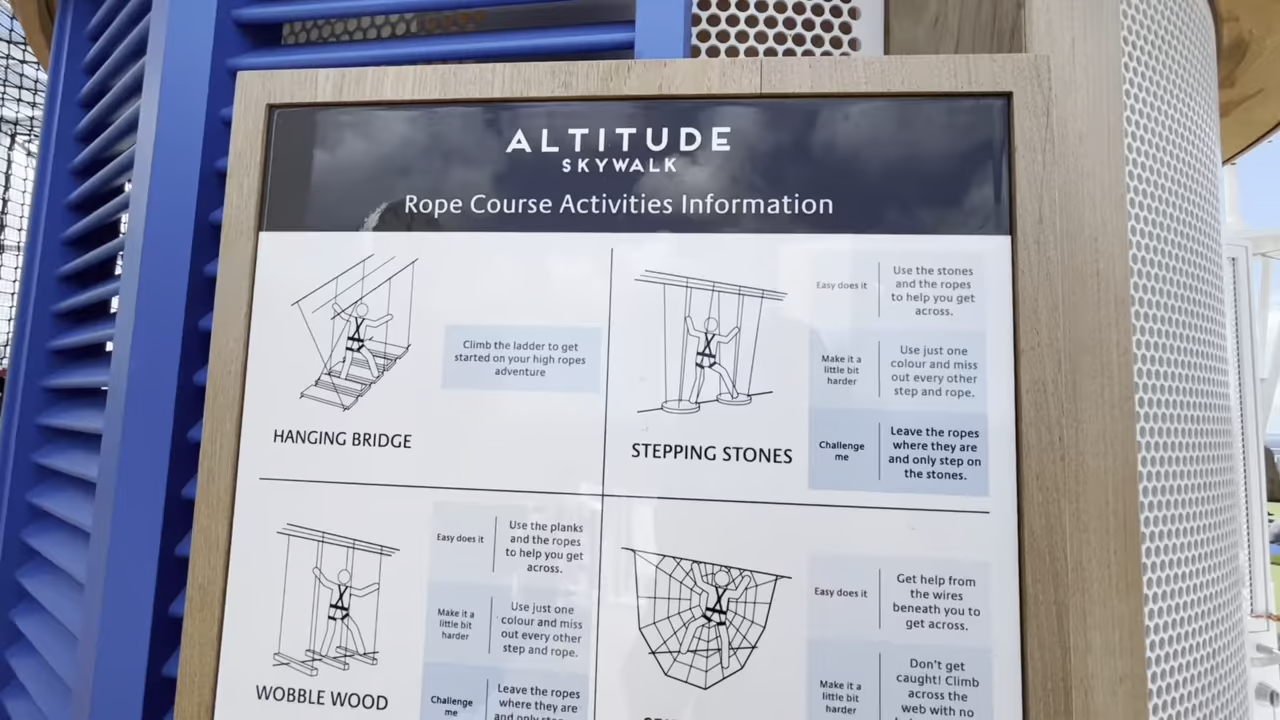 ALTITUDE
SKYWALK
Rope Course Activities Information
Climb the ladder to get
started on your high ropes
adventure
HANGING BRIDGE
Easy does it
Use the stones
and the ropes
to help you get
across.
Make it a
little bit
harder
Use just one
colour and miss
out every other
step and rope.
Challenge
me
Leave the ropes
where they are
and only step on
the stones.
STEPPING STONES
Easy does it
Use the planks
and the ropes
to help you get
across.
Make it a
little bit
harder
Use just one
colour and miss
out every other
step and rope.
Challenge
me
Leave the ropes
where they are
and only
WOBBLE WOOD
Easy does it
Get help from
the wires
beneath you to
get across.
Make it a
little bit
harder
Don't get
caught! Climb
across the
web with no